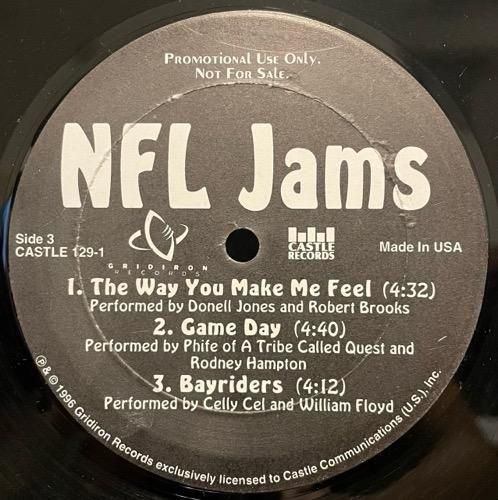 Promotional Use Only.
Not For Sale.
NFL Jams
Side 3
CASTLE 129-1
GRIDIRON
RECORDS
CASTLE
RECORDS
Made In USA
1. The Way You Make Me Feel (4:32)
Performed by Donell Jones and Robert Brooks
2. Game Day (4:40)
Performed by Phife of A Tribe Called Quest and
Rodney Hampton
3. Bayriders (4:12)
Performed by Celly Cel and William Floyd
℗ & © 1996 Gridiron Records exclusively licensed to Castle Communications (U.S.), Inc.